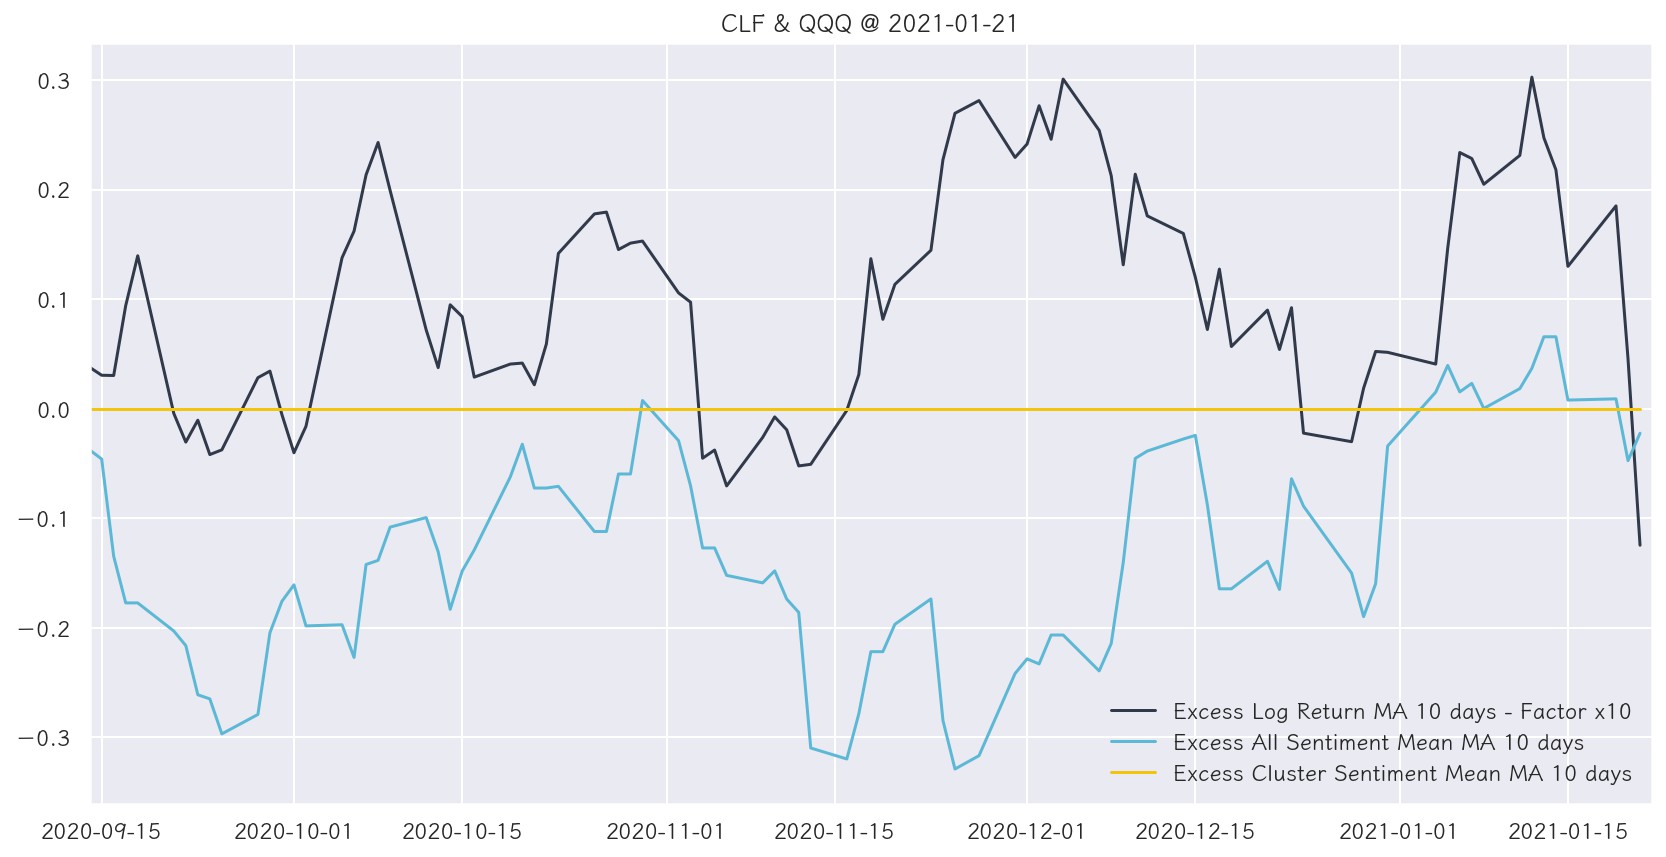 CLF & QQQ @ 2021-01-21
0.3
0.2
0.1
0.0
−0.1
−0.2
−0.3
Excess Log Return MA 10 days - Factor x10
Excess All Sentiment Mean MA 10 days
Excess Cluster Sentiment Mean MA 10 days
2020-09-15 2020-10-01 2020-10-15 2020-11-01 2020-11-15 2020-12-01 2020-12-15 2021-01-01 2021-01-15